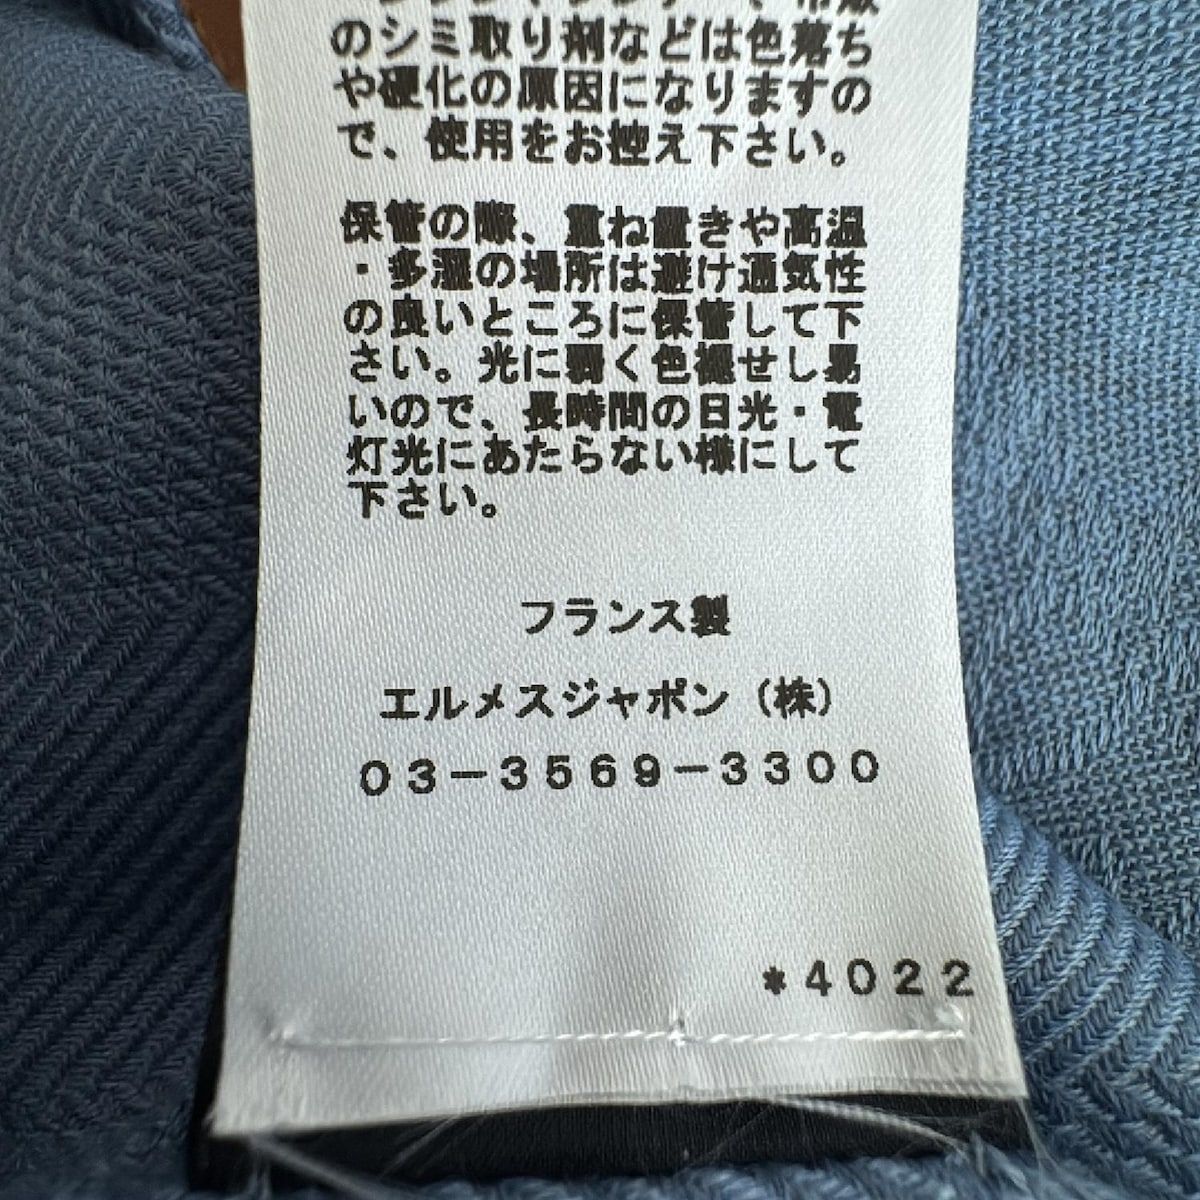 のシミ取り剤などは色落ち
や硬化の原因になりますの
で、使用をお控え下さい。
保管の際、重ね置きや高温
・多湿の場所は避け通気性
の良いところに保管して下
さい。光に弱く色褪せし易
いので、長時間の日光・電
灯光にあたらない様にして
下さい。
フランス製
エルメスジャポン（株）
03-3569-3300
*4022